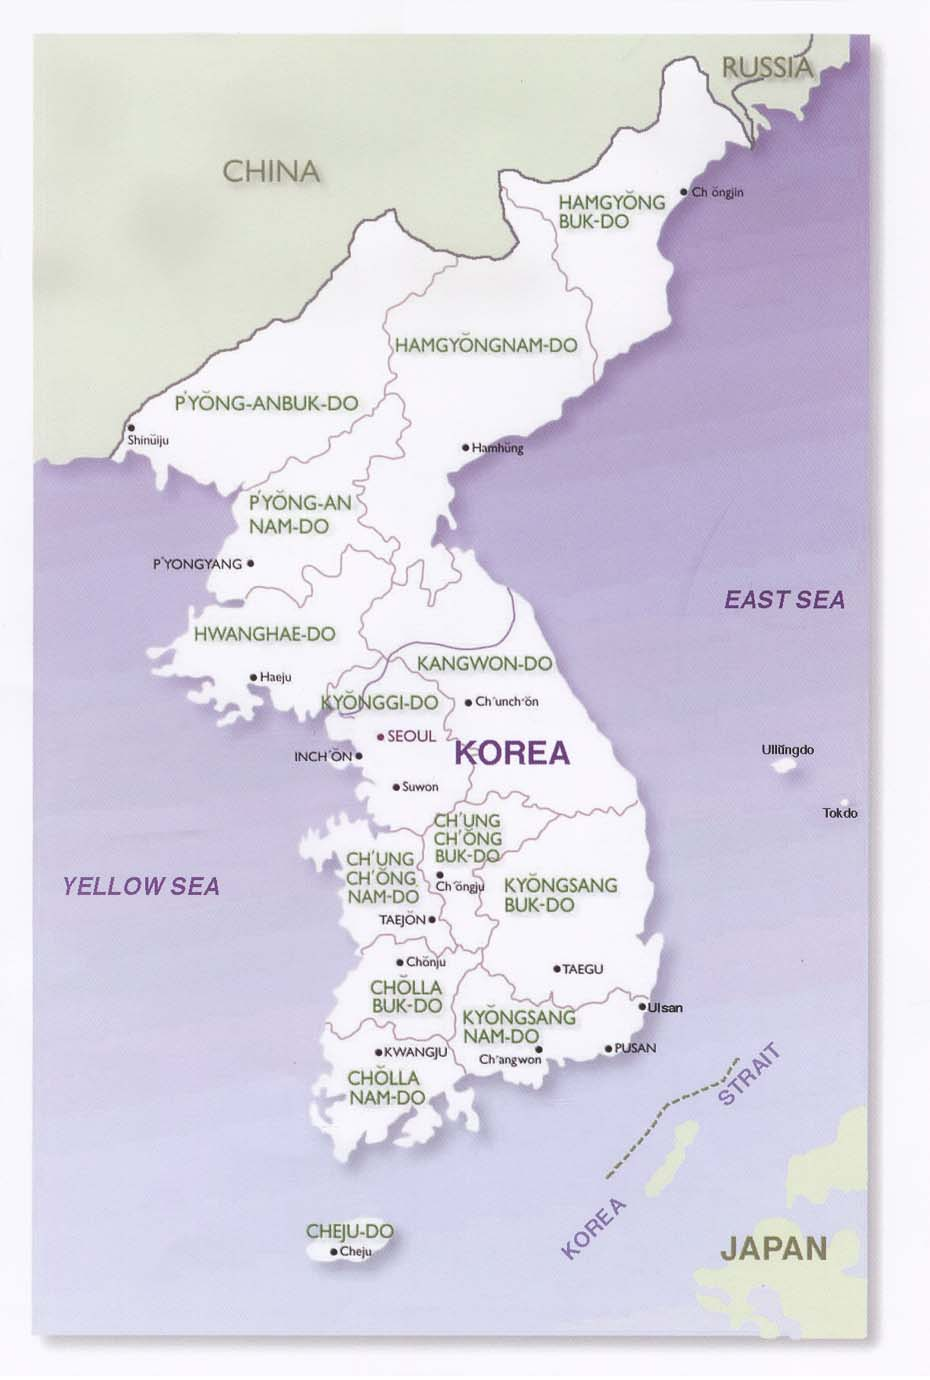 RUSSIA
CHINA
Ch öngjin
HAMGYŎNG
BUK-DO
HAMGYŎNGNAM-DO
P'YŎNG-ANBUK-DO
Shinŭiju
Hamhŭng
P'YŎNG-AN
NAM-DO
P'YONGYANG
EAST SEA
HWANGHAE-DO
KANGWON-DO
Haeju
KYŎNGGI-DO
Ch'unch'ŏn
SEOUL
KOREA
INCH'ŎN
Ullŭngdo
Suwon
Tokdo
CH'UNG
CH'ŎNG
BUK-DO
CH'UNG
CH'ŎNG
NAM-DO
YELLOW SEA
Ch'ŏngju
KYŎNGSANG
BUK-DO
TAEJŎN
Chŏnju
TAEGU
CHŎLLA
BUK-DO
Ulsan
KYŎNGSANG
NAM-DO
KWANGJU
Ch'angwon
PUSAN
CHŎLLA
NAM-DO
KOREA STRAIT
CHEJU-DO
Cheju
JAPAN